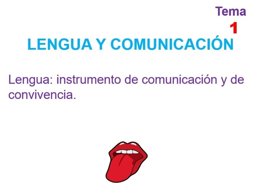 Tema
1
LENGUA Y COMUNICACIÓN
Lengua: instrumento de comunicación y de
convivencia.